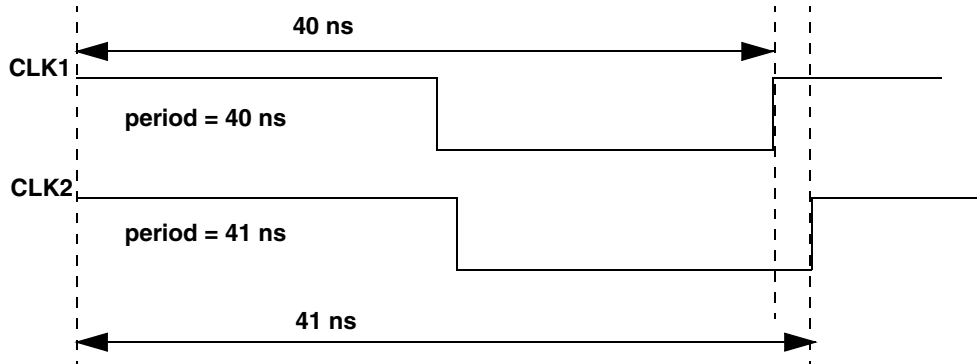 40 ns
CLK1
period = 40 ns
CLK2
period = 41 ns
41 ns